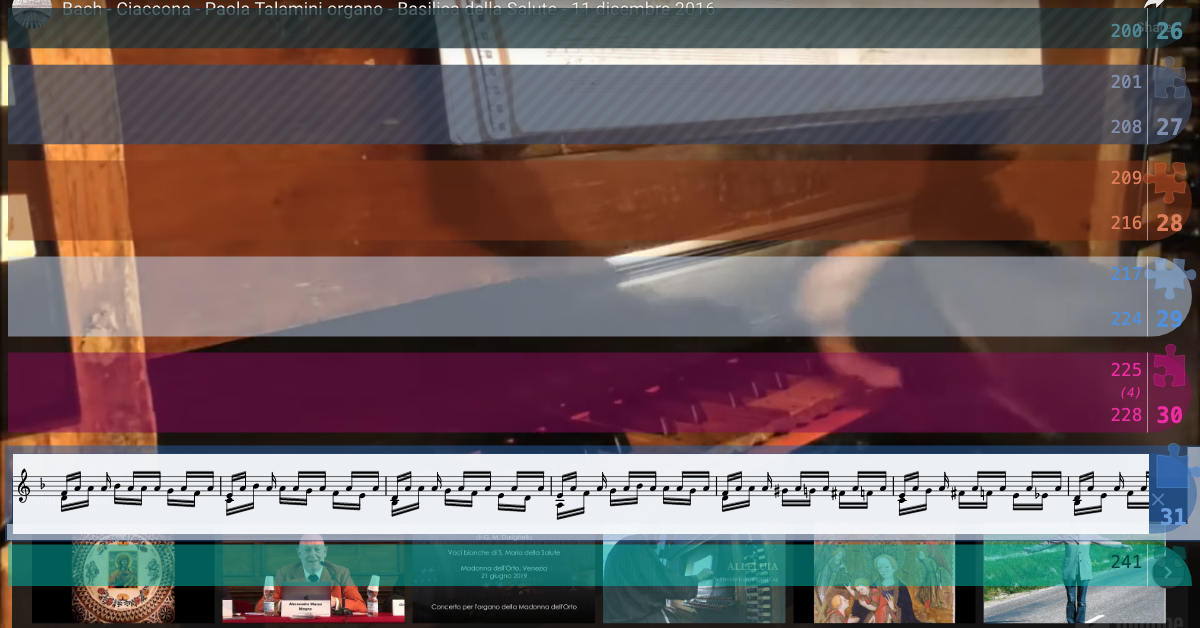 Bach - Ciaccona - Paola Talamini organo - Basilica della Salute - 11 dicembre 2016
Share
200 26
201
208 27
209
216 28
217
224 29
225
(4)
228 30
31
241
di G. M.
Voci bianche di S. Maria della Salute
Madonna dell'Orto, Venezia
21 giugno 2019
Concerto per l'organo della Madonna dell'Orto
Alessandro Marzo
Magno
ALLELUIA